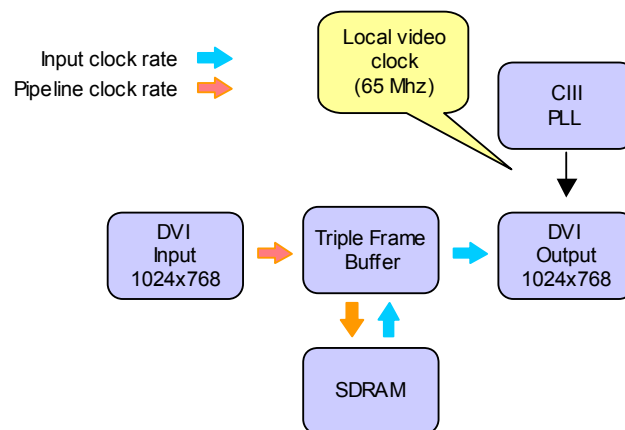 Input clock rate
Pipeline clock rate
Local video
clock
(65 Mhz)
CIII
PLL
DVI
Input
1024x768
Triple Frame
Buffer
DVI
Output
1024x768
SDRAM